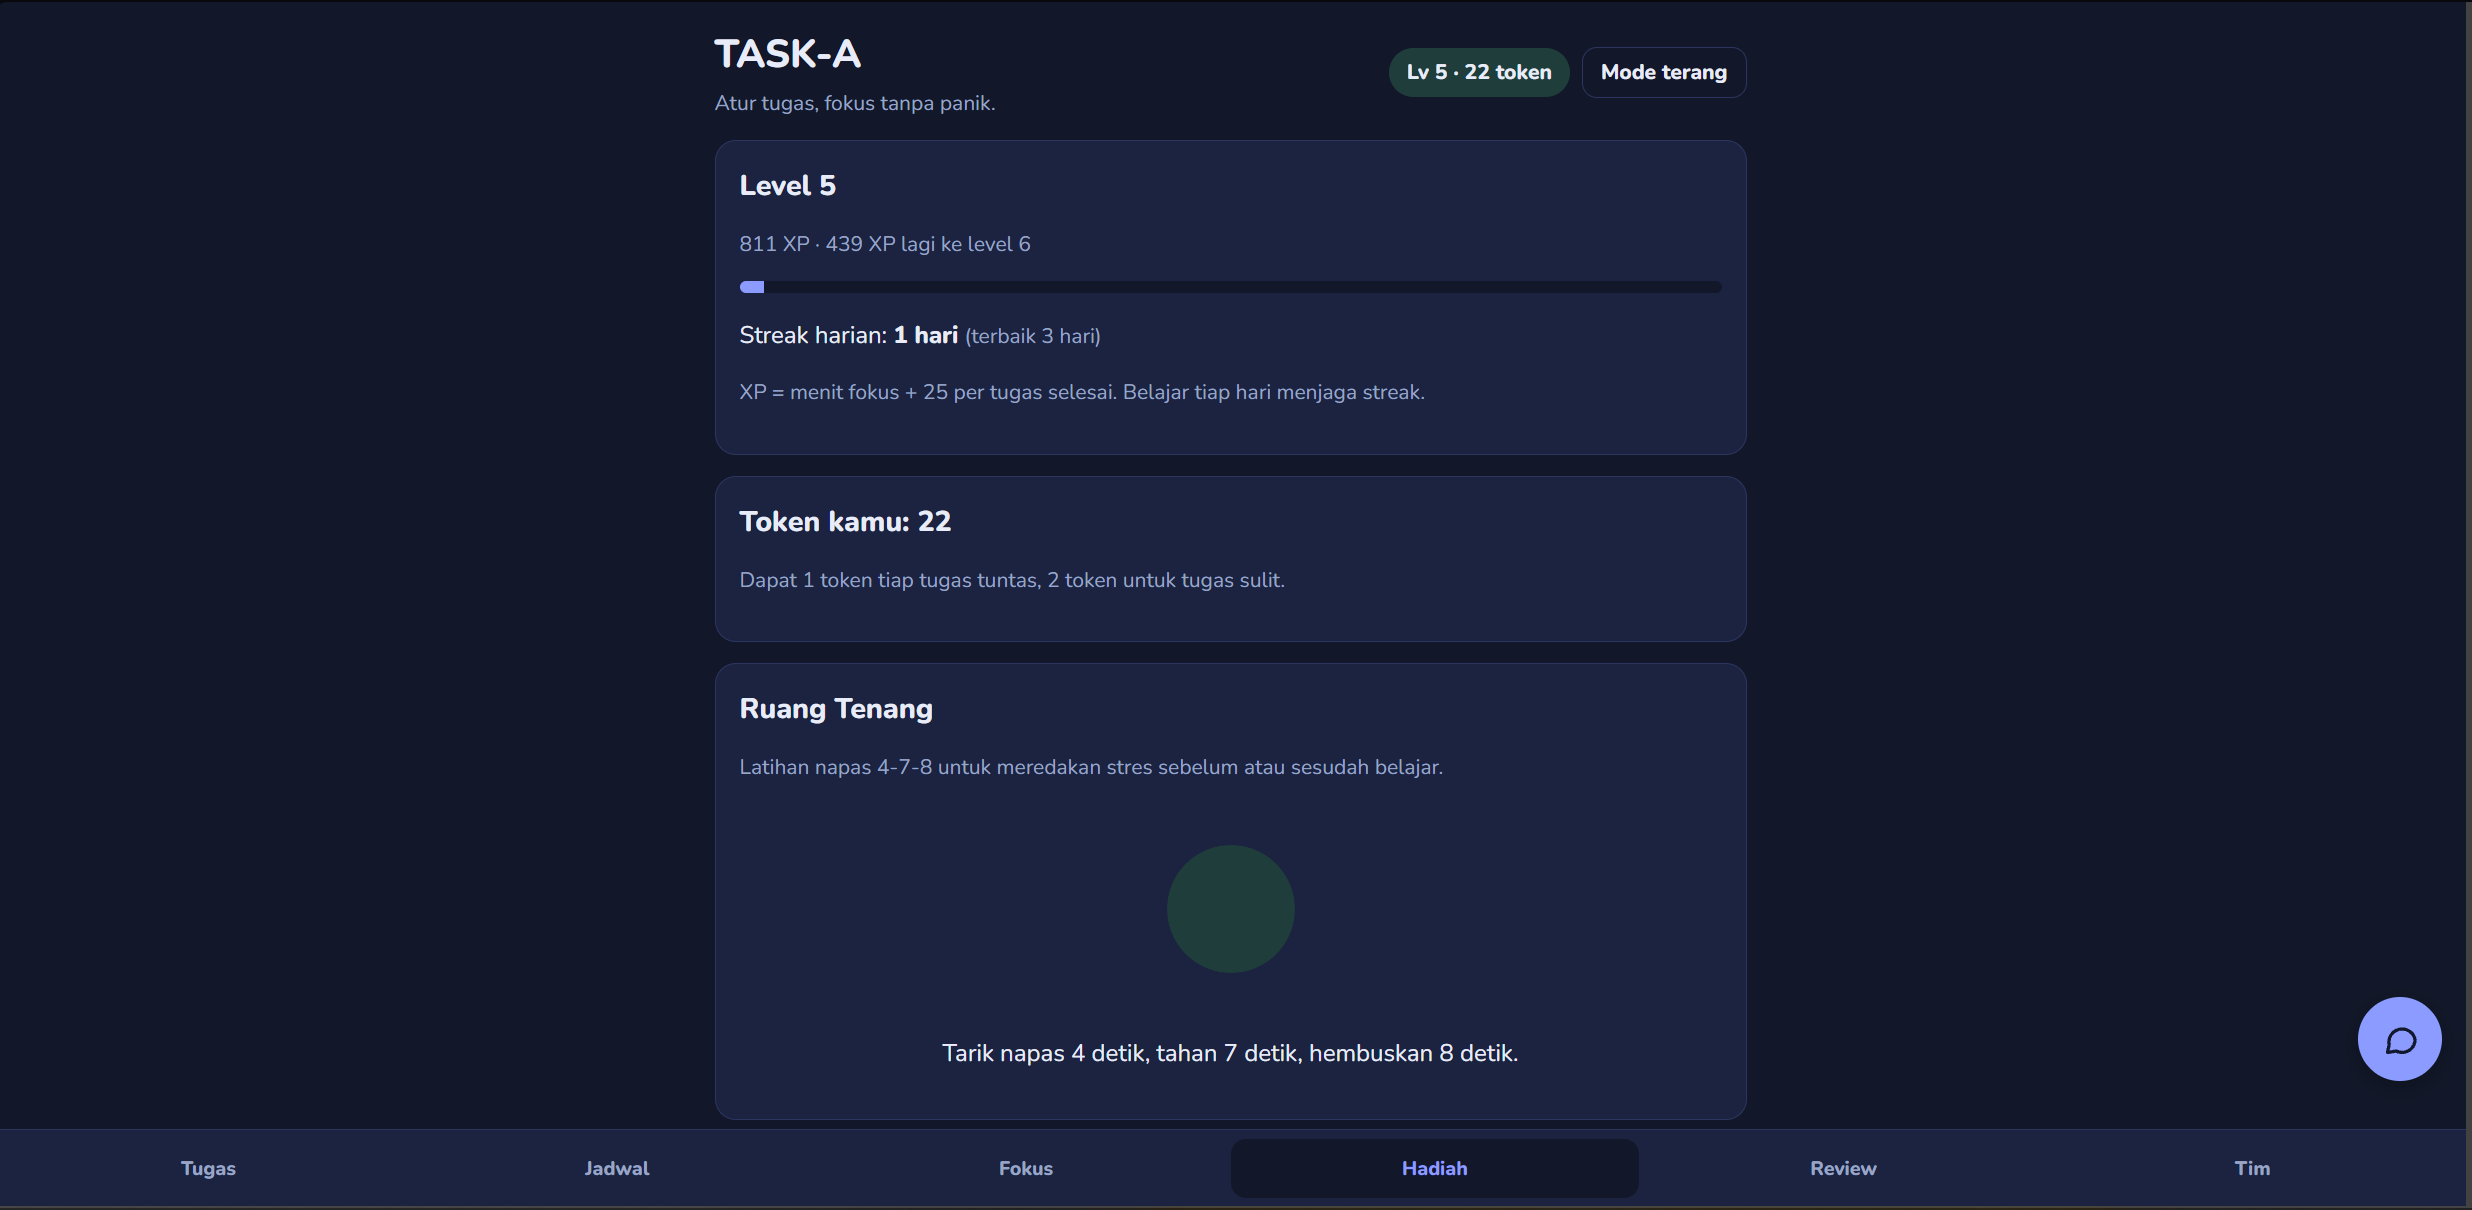 TASK-A
Atur tugas, fokus tanpa panik.
Lv 5 · 22 token
Mode terang
Level 5
811 XP · 439 XP lagi ke level 6
Streak harian: 1 hari (terbaik 3 hari)
XP = menit fokus + 25 per tugas selesai. Belajar tiap hari menjaga streak.
Token kamu: 22
Dapat 1 token tiap tugas tuntas, 2 token untuk tugas sulit.
Ruang Tenang
Latihan napas 4-7-8 untuk meredakan stres sebelum atau sesudah belajar.
Tarik napas 4 detik, tahan 7 detik, hembuskan 8 detik.
Tugas
Jadwal
Fokus
Hadiah
Review
Tim